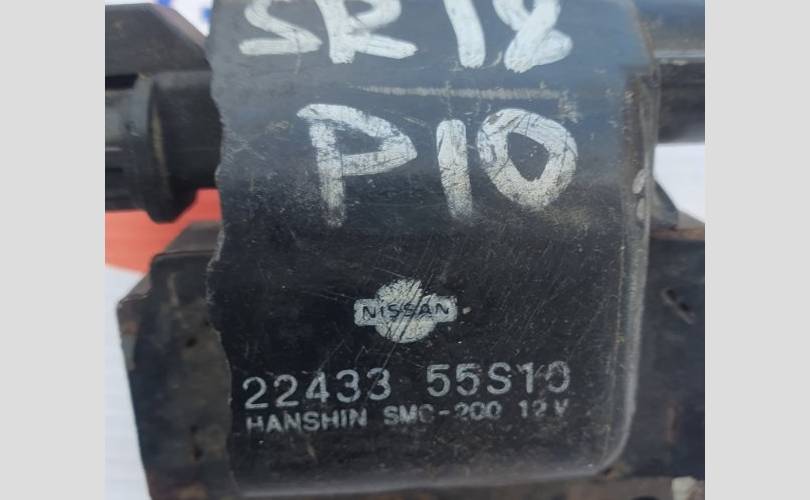 SR18
P10
NISSAN
22433 55S10
HANSHIN SMC-200 12V